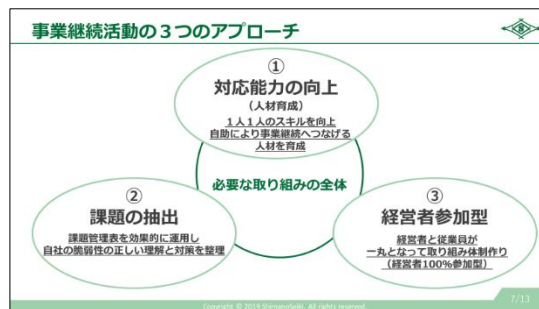 事業継続活動の３つのアプローチ
①
対応能力の向上
（人材育成）
１人１人のスキルを向上
自助により事業継続へつなげる
人材を育成
必要な取り組みの全体
②
課題の抽出
課題管理表を効果的に運用し
自社の脆弱性の正しい理解と対策を整理
③
経営者参加型
経営者と従業員が
一丸となって取り組み体制作り
（経営者100%参加型）
7/13
Copyright © 2019 ShimanoSeiki. All rights reserved.